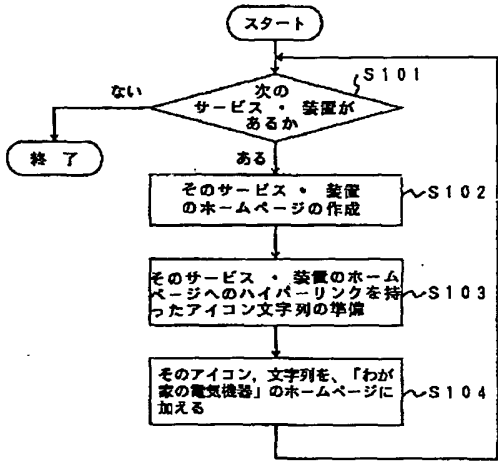 スタート
S101
次の
サービス・装置が
あるか
ない
終了
ある
そのサービス・装置
のホームページの作成
S102
そのサービス・装置のホーム
ページへのハイパーリンクを持
ったアイコン文字列の準備
S103
そのアイコン,文字列を、「わが
家の電気機器」のホームページに
加える
S104